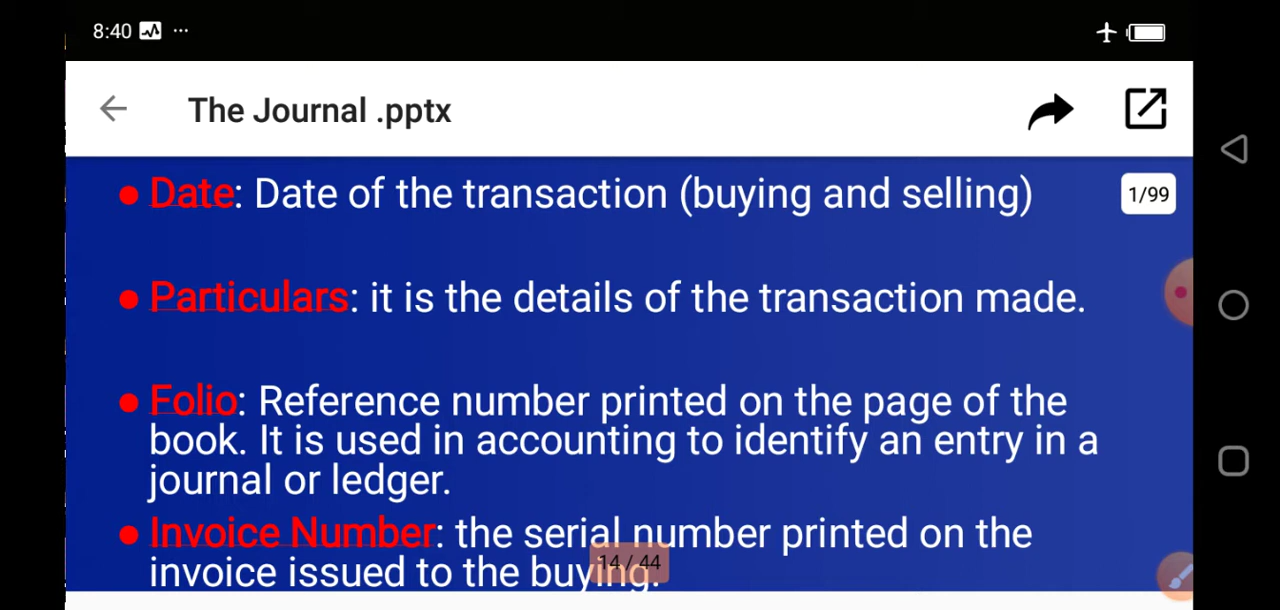 8:40 ...
The Journal .pptx
● Date: Date of the transaction (buying and selling)
1/99
● Particulars: it is the details of the transaction made.
● Folio: Reference number printed on the page of the
book. It is used in accounting to identify an entry in a
journal or ledger.
● Invoice Number: the serial number printed on the
invoice issued to the buying.
14 / 44